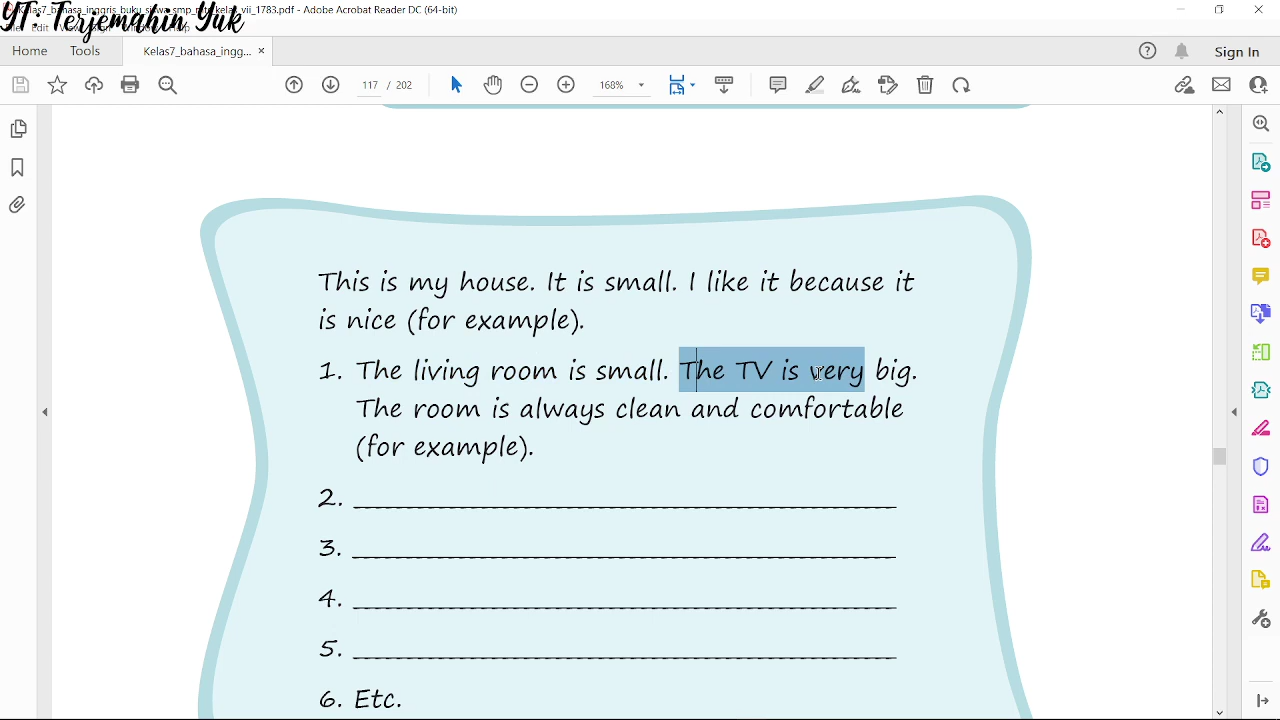 YT: Terjemahin Yuk
bahasa_inggris_buku_siswa_smp_mts_kelas_vii_1783.pdf - Adobe Acrobat Reader DC (64-bit)
Home Tools Kelas7_bahasa_ingg... × Sign In
117 / 202 168%
This is my house. It is small. I like it because it
is nice (for example).
1. The living room is small. The TV is very big.
The room is always clean and comfortable
(for example).
2.
3.
4.
5.
6. Etc.